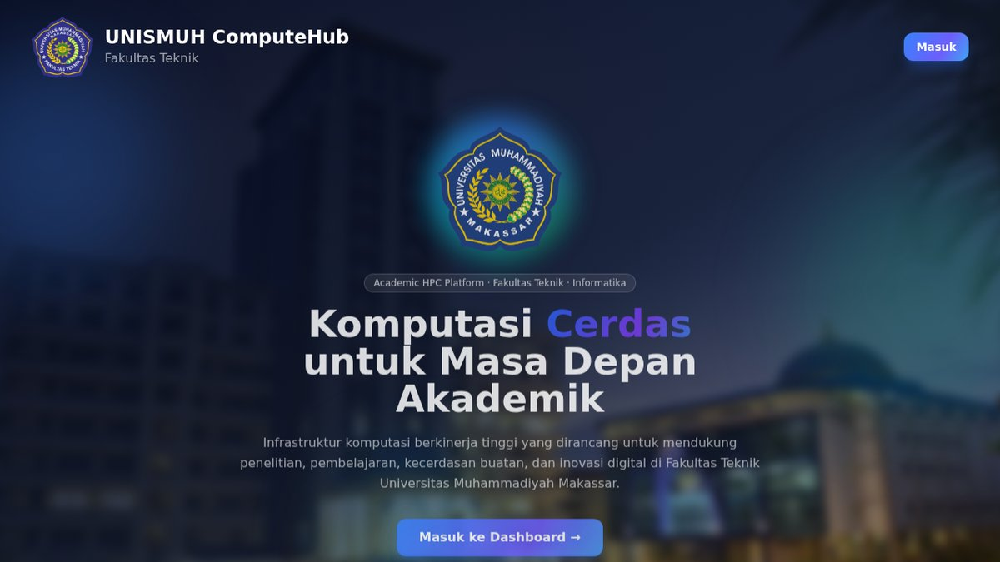 UNISMUH ComputeHub
Fakultas Teknik
Masuk
UNIVERSITAS MUHAMMADIYAH
MAKASSAR
Academic HPC Platform · Fakultas Teknik · Informatika
Komputasi Cerdas
untuk Masa Depan
Akademik
Infrastruktur komputasi berkinerja tinggi yang dirancang untuk mendukung
penelitian, pembelajaran, kecerdasan buatan, dan inovasi digital di Fakultas Teknik
Universitas Muhammadiyah Makassar.
Masuk ke Dashboard →